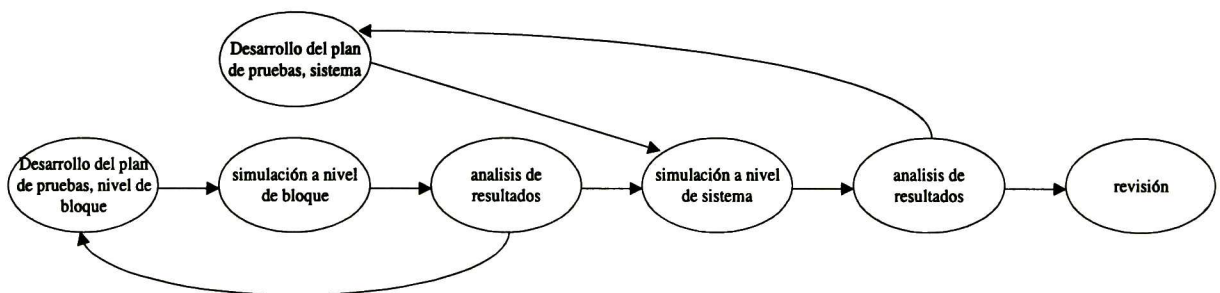 Desarrollo del plan
de pruebas, sistema
Desarrollo del plan
de pruebas, nivel de
bloque
simulación a nivel
de bloque
analisis de
resultados
simulación a nivel
de sistema
analisis de
resultados
revisión